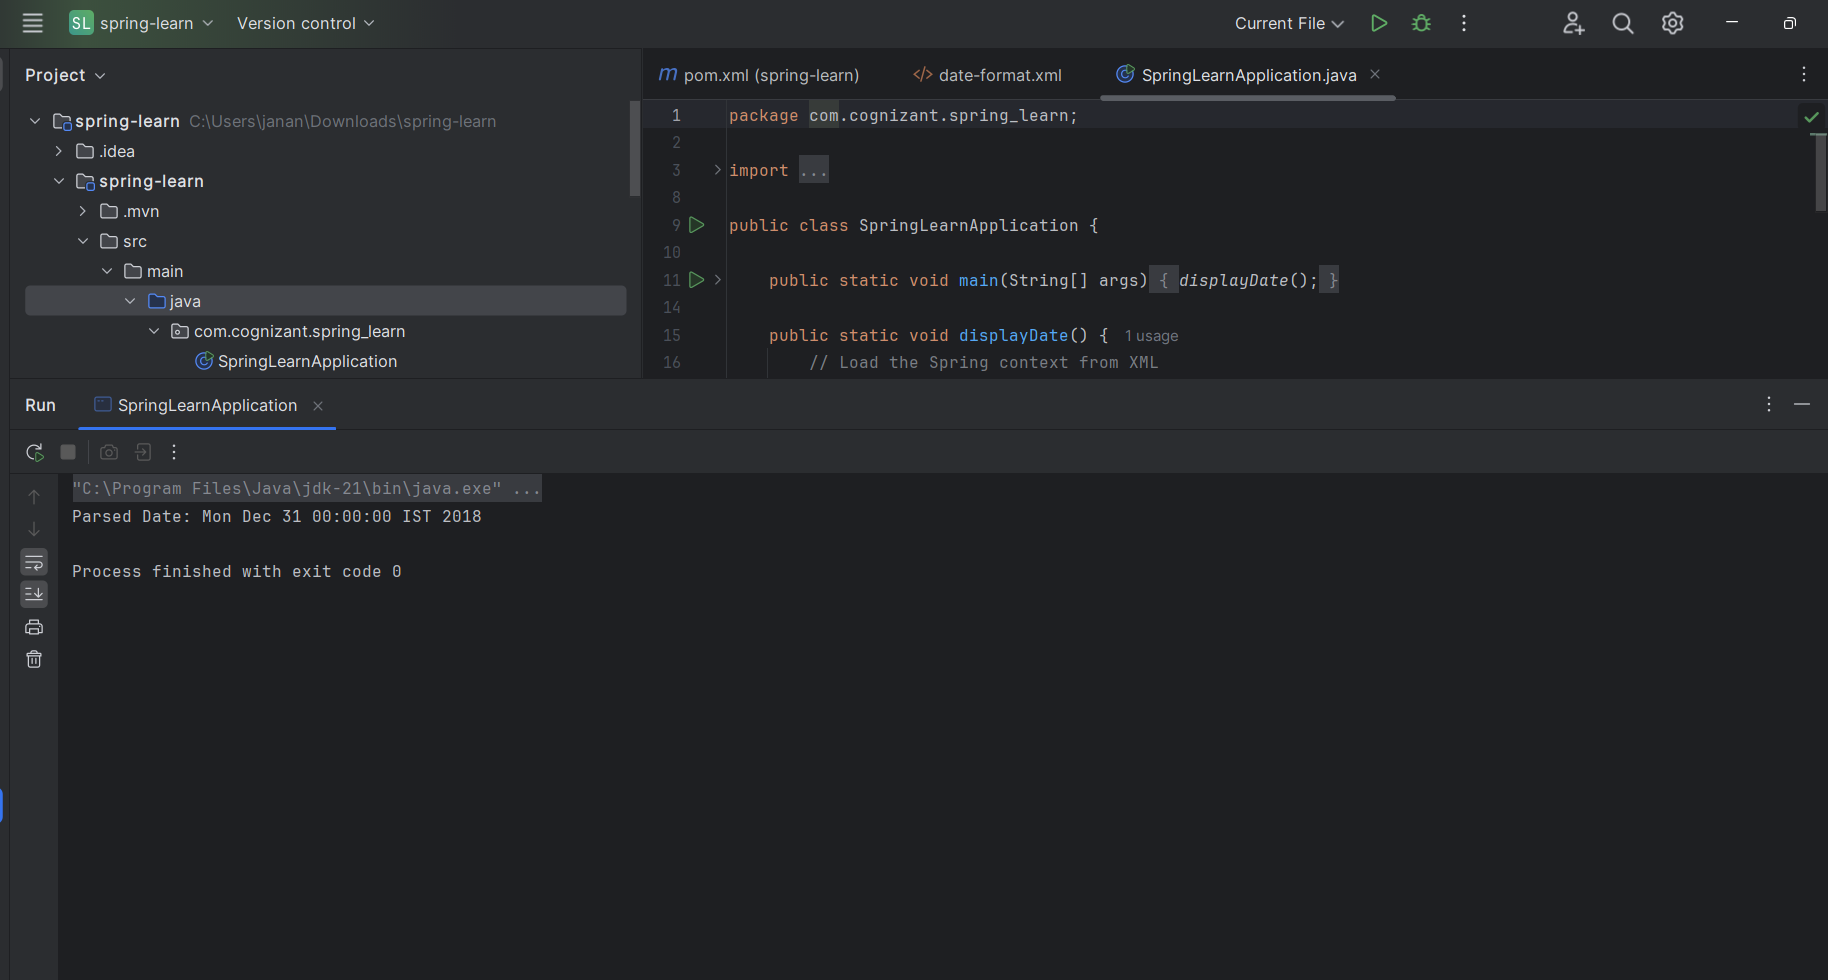 SL spring-learn Version control Current File
Project
spring-learn C:\Users\janan\Downloads\spring-learn
.idea
spring-learn
.mvn
src
main
java
com.cognizant.spring_learn
SpringLearnApplication
m pom.xml (spring-learn) </> date-format.xml SpringLearnApplication.java
1 package com.cognizant.spring_learn;
2
3 import ...
8
9 public class SpringLearnApplication {
10
11 public static void main(String[] args) { displayDate(); }
14
15 public static void displayDate() { 1 usage
16 // Load the Spring context from XML
Run SpringLearnApplication
"C:\Program Files\Java\jdk-21\bin\java.exe" ...
Parsed Date: Mon Dec 31 00:00:00 IST 2018
Process finished with exit code 0